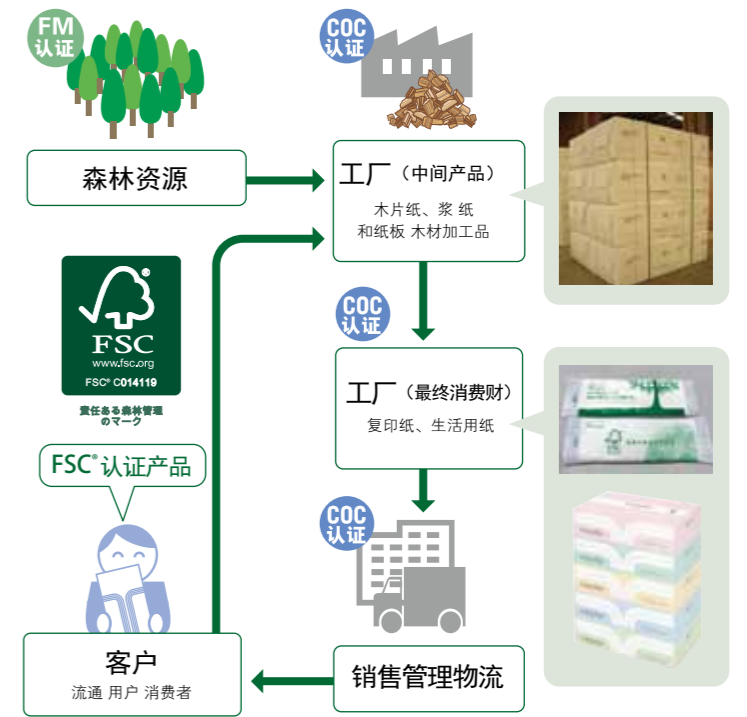 FM
认证
COC
认证
森林资源
工厂（中间产品）
木片纸、浆 纸
和纸板 木材加工品
COC
认证
FSC
www.fsc.org
FSC® C014119
責任ある森林管理
のマーク
工厂（最终消费财）
复印纸、生活用纸
FSC®认证产品
COC
认证
客户
流通 用户 消费者
销售管理物流
FSC